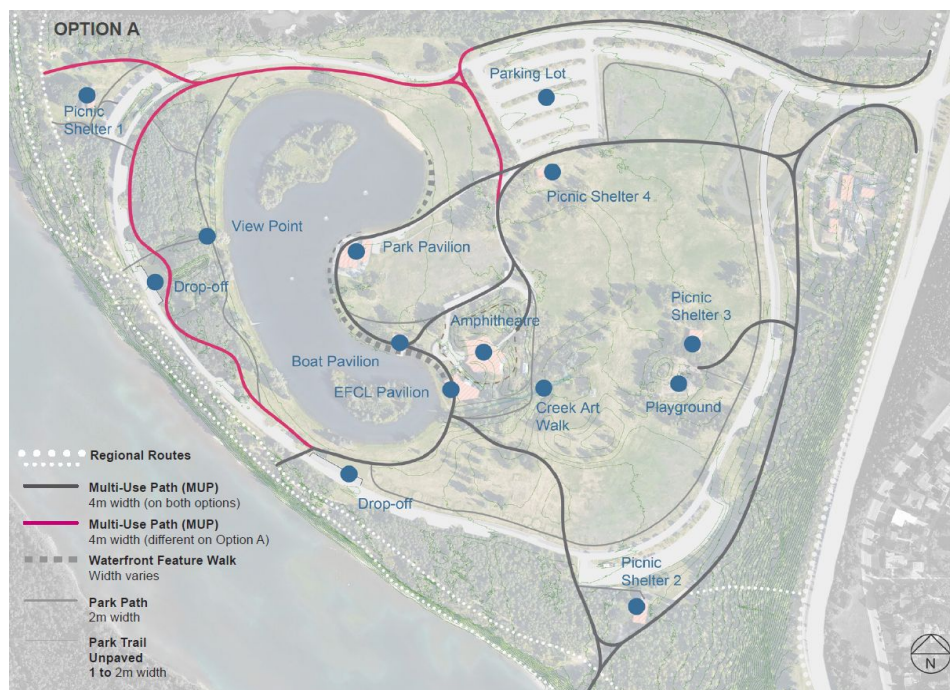 OPTION A
Parking Lot
Picnic
Shelter 1
Picnic Shelter 4
View Point
Park Pavilion
Drop-off
Picnic
Shelter 3
Amphitheatre
Boat Pavilion
EFCL Pavilion
Creek Art
Walk
Playground
Regional Routes
Multi-Use Path (MUP)
4m width (on both options)
Drop-off
Multi-Use Path (MUP)
4m width (different on Option A)
Waterfront Feature Walk
Width varies
Picnic
Shelter 2
Park Path
2m width
Park Trail
Unpaved
1 to 2m width
N